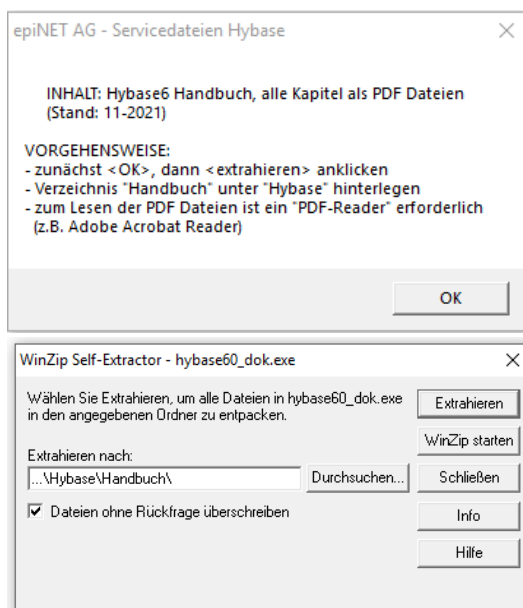 epiNET AG - Servicedateien Hybase
INHALT: Hybase6 Handbuch, alle Kapitel als PDF Dateien
(Stand: 11-2021)
VORGEHENSWEISE:
- zunächst <OK>, dann <extrahieren> anklicken
- Verzeichnis "Handbuch" unter "Hybase" hinterlegen
- zum Lesen der PDF Dateien ist ein "PDF-Reader" erforderlich
(z.B. Adobe Acrobat Reader)
OK
WinZip Self-Extractor - hybase60_dok.exe
Wählen Sie Extrahieren, um alle Dateien in hybase60_dok.exe
in den angegebenen Ordner zu entpacken.
Extrahieren nach:
...\Hybase\Handbuch\
Durchsuchen...
Dateien ohne Rückfrage überschreiben
Extrahieren
WinZip starten
Schließen
Info
Hilfe